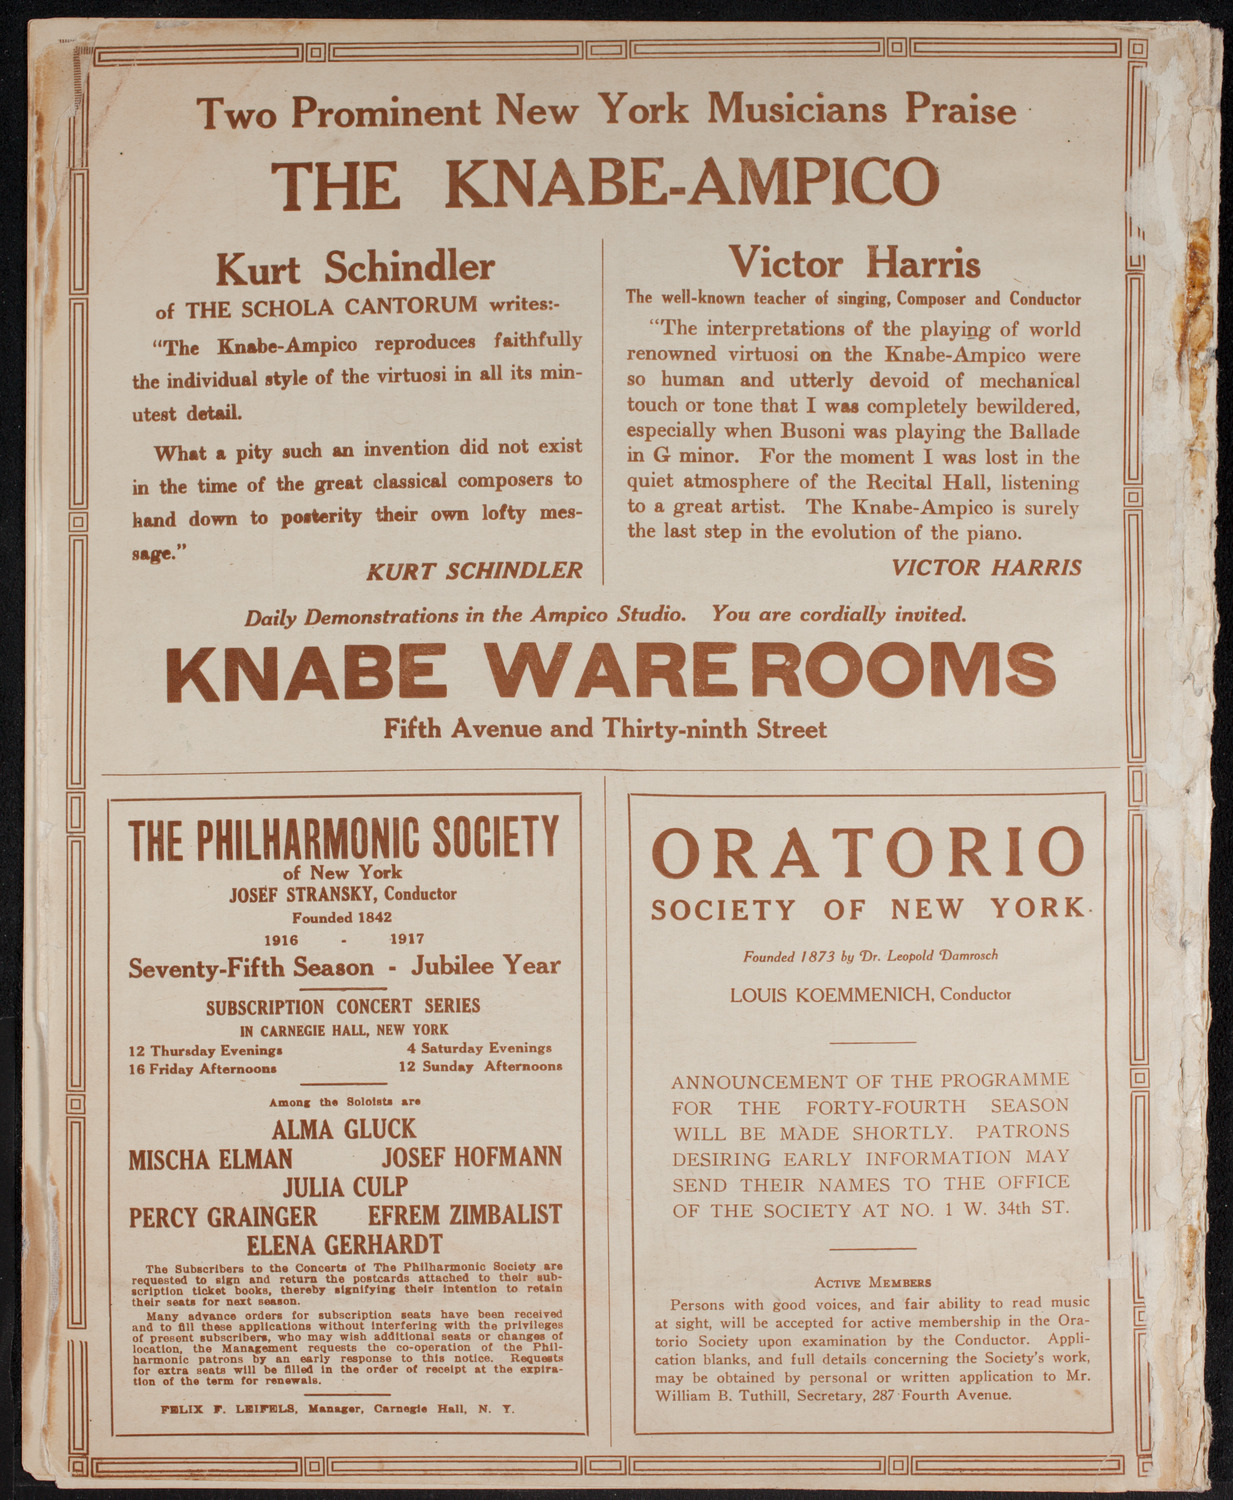 Two Prominent New York Musicians Praise
THE KNABE-AMPICO
Kurt Schindler
of THE SCHOLA CANTORUM writes:-
"The Knabe-Ampico reproduces faithfully
the individual style of the virtuosi in all its min-
utest detail.
What a pity such an invention did not exist
in the time of the great classical composers to
hand down to posterity their own lofty mes-
sage."
KURT SCHINDLER
Victor Harris
The well-known teacher of singing, Composer and Conductor
"The interpretations of the playing of world
renowned virtuosi on the Knabe-Ampico were
so human and utterly devoid of mechanical
touch or tone that I was completely bewildered,
especially when Busoni was playing the Ballade
in G minor. For the moment I was lost in the
quiet atmosphere of the Recital Hall, listening
to a great artist. The Knabe-Ampico is surely
the last step in the evolution of the piano.
VICTOR HARRIS
Daily Demonstrations in the Ampico Studio. You are cordially invited.
KNABE WAREROOMS
Fifth Avenue and Thirty-ninth Street
THE PHILHARMONIC SOCIETY
of New York
JOSEF STRANSKY, Conductor
Founded 1842
1916 - 1917
Seventy-Fifth Season - Jubilee Year
SUBSCRIPTION CONCERT SERIES
IN CARNEGIE HALL, NEW YORK
12 Thursday Evenings 4 Saturday Evenings
16 Friday Afternoons 12 Sunday Afternoons
Among the Soloists are
ALMA GLUCK
MISCHA ELMAN JOSEF HOFMANN
JULIA CULP
PERCY GRAINGER EFREM ZIMBALIST
ELENA GERHARDT
The Subscribers to the Concerts of The Philharmonic Society are
requested to sign and return the postcards attached to their sub-
scription ticket books, thereby signifying their intention to retain
their seats for next season.
Many advance orders for subscription seats have been received
and to fill these applications without interfering with the privileges
of present subscribers, who may wish additional seats or changes of
location, the Management requests the co-operation of the Phil-
harmonic patrons by an early response to this notice. Requests
for extra seats will be filled in the order of receipt at the expira-
tion of the term for renewals.
FELIX F. LEIFELS, Manager, Carnegie Hall, N. Y.
ORATORIO
SOCIETY OF NEW YORK
Founded 1873 by Dr. Leopold Damrosch
LOUIS KOEMMENICH, Conductor
ANNOUNCEMENT OF THE PROGRAMME
FOR THE FORTY-FOURTH SEASON
WILL BE MADE SHORTLY. PATRONS
DESIRING EARLY INFORMATION MAY
SEND THEIR NAMES TO THE OFFICE
OF THE SOCIETY AT NO. 1 W. 34th ST.
ACTIVE MEMBERS
Persons with good voices, and fair ability to read music
at sight, will be accepted for active membership in the Ora-
torio Society upon examination by the Conductor. Appli-
cation blanks, and full details concerning the Society's work,
may be obtained by personal or written application to Mr.
William B. Tuthill, Secretary, 287 Fourth Avenue.